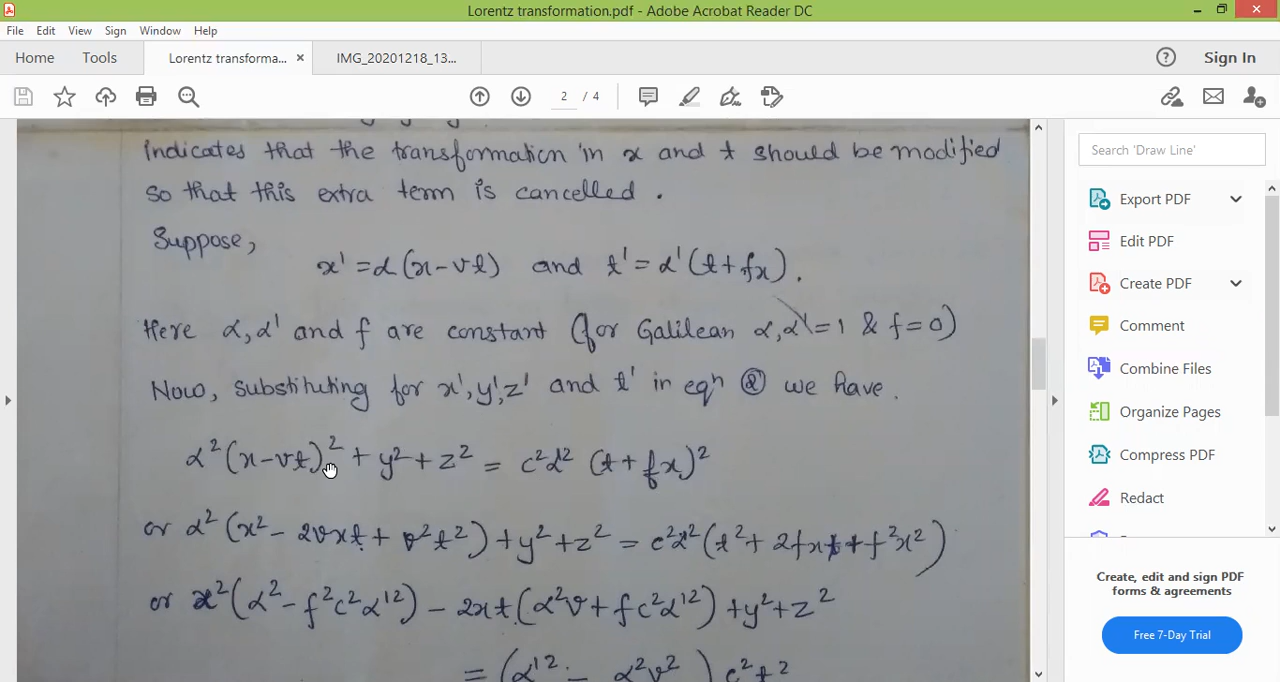 Lorentz transformation.pdf - Adobe Acrobat Reader DC
File Edit View Sign Window Help
Home Tools Lorentz transforma... × IMG_20201218_13... Sign In
2 / 4
indicates that the transformation in x and t should be modified
so that this extra term is cancelled.
Suppose,
x' = α(x-vt) and t' = α'(t+fx).
Here α, α' and f are constant (for Galilean α, α' = 1 & f = 0)
Now, substituting for x', y', z' and t' in eqn ② we have.
α²(x-vt)² + y² + z² = c²α'² (t+fx)²
or α²(x² - 2vxt + v²t²) + y² + z² = c²α'²(t² + 2fxt + f²x²)
or x²(α² - f²c²α'²) - 2xt(α²v + fc²α'²) + y² + z²
= (α'² - α²v² ) c²t²
Search 'Draw Line'
Export PDF
Edit PDF
Create PDF
Comment
Combine Files
Organize Pages
Compress PDF
Redact
Create, edit and sign PDF
forms & agreements
Free 7-Day Trial